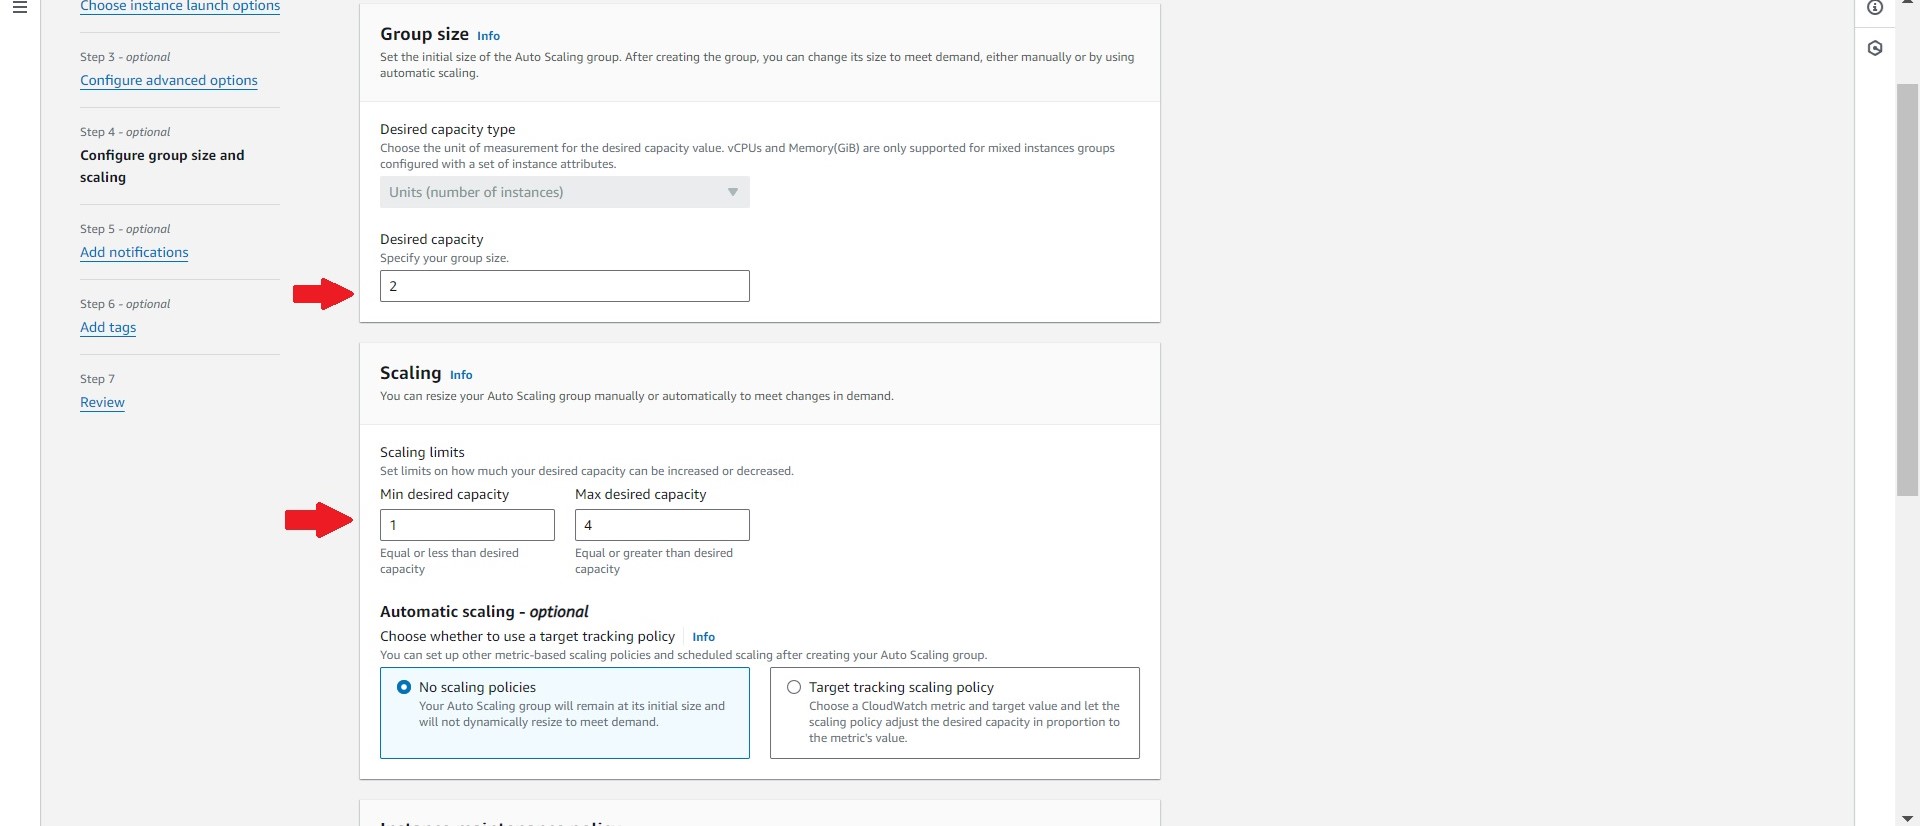 Choose instance launch options
Step 3 - optional
Configure advanced options
Step 4 - optional
Configure group size and
scaling
Step 5 - optional
Add notifications
Step 6 - optional
Add tags
Step 7
Review
Group size Info
Set the initial size of the Auto Scaling group. After creating the group, you can change its size to meet demand, either manually or by using
automatic scaling.
Desired capacity type
Choose the unit of measurement for the desired capacity value. vCPUs and Memory(GiB) are only supported for mixed instances groups
configured with a set of instance attributes.
Units (number of instances)
Desired capacity
Specify your group size.
2
Scaling Info
You can resize your Auto Scaling group manually or automatically to meet changes in demand.
Scaling limits
Set limits on how much your desired capacity can be increased or decreased.
Min desired capacity Max desired capacity
1 4
Equal or less than desired Equal or greater than desired
capacity capacity
Automatic scaling - optional
Choose whether to use a target tracking policy Info
You can set up other metric-based scaling policies and scheduled scaling after creating your Auto Scaling group.
No scaling policies
Your Auto Scaling group will remain at its initial size and
will not dynamically resize to meet demand.
Target tracking scaling policy
Choose a CloudWatch metric and target value and let the
scaling policy adjust the desired capacity in proportion to
the metric's value.
Instance maintenance policy